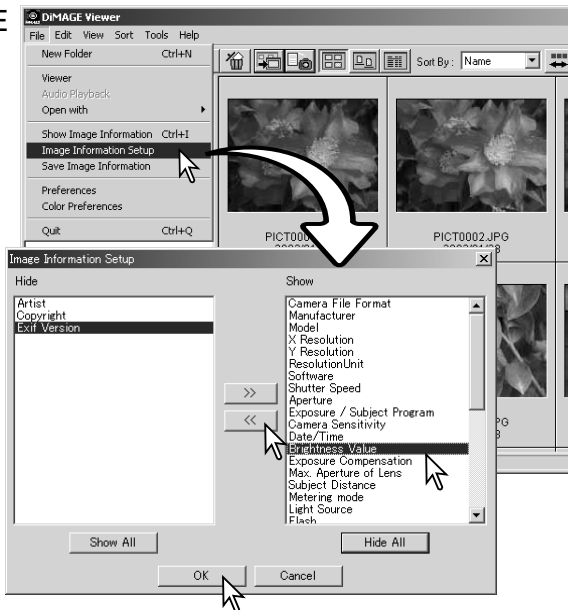 E
DiMAGE Viewer
File Edit View Sort Tools Help
New Folder Ctrl+N
Viewer
Audio Playback
Open with
Show Image Information Ctrl+I
Image Information Setup
Save Image Information
Preferences
Color Preferences
Quit Ctrl+Q
Sort By: Name
PICT000
PICT0002.JPG
Image Information Setup
Hide
Artist
Copyright
Exif Version
>>
<<
Show
Camera File Format
Manufacturer
Model
X Resolution
Y Resolution
ResolutionUnit
Software
Shutter Speed
Aperture
Exposure / Subject Program
Camera Sensitivity
Date/Time
Brightness Value
Exposure Compensation
Max. Aperture of Lens
Subject Distance
Metering mode
Light Source
Flash
PG
Show All
Hide All
OK
Cancel